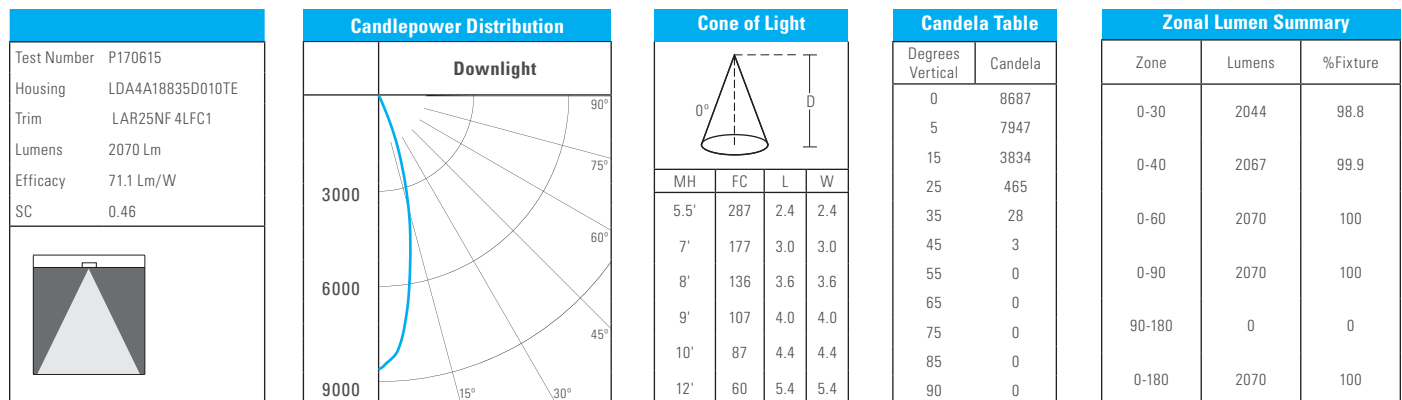 Test Number P170615
Housing LDA4A18835D010TE
Trim LAR25NF 4LFC1
Lumens 2070 Lm
Efficacy 71.1 Lm/W
SC 0.46
Candlepower Distribution
Downlight
90°
75°
3000
60°
6000
45°
9000
15°
30°
Cone of Light
0°
D
MH FC L W
5.5' 287 2.4 2.4
7' 177 3.0 3.0
8' 136 3.6 3.6
9' 107 4.0 4.0
10' 87 4.4 4.4
12' 60 5.4 5.4
Candela Table
Degrees
Vertical
Candela
0 8687
5 7947
15 3834
25 465
35 28
45 3
55 0
65 0
75 0
85 0
90 0
Zonal Lumen Summary
Zone Lumens %Fixture
0-30 2044 98.8
0-40 2067 99.9
0-60 2070 100
0-90 2070 100
90-180 0 0
0-180 2070 100